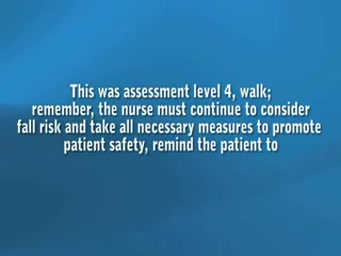 This was assessment level 4, walk;
remember, the nurse must continue to consider
fall risk and take all necessary measures to promote
patient safety, remind the patient to